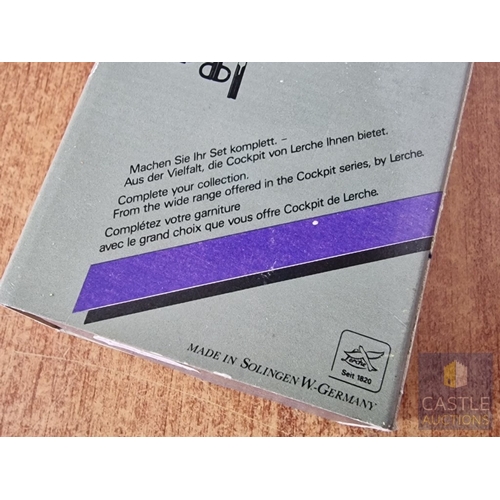 Machen Sie Ihr Set komplett. –
Aus der Vielfalt, die Cockpit von Lerche Ihnen bietet.
Complete your collection.
From the wide range offered in the Cockpit series, by Lerche.
Complétez votre garniture
avec le grand choix que vous offre Cockpit de Lerche.
Lerche
Seit 1820
MADE IN SOLINGEN W.-GERMANY
CASTLE
AUCTIONS